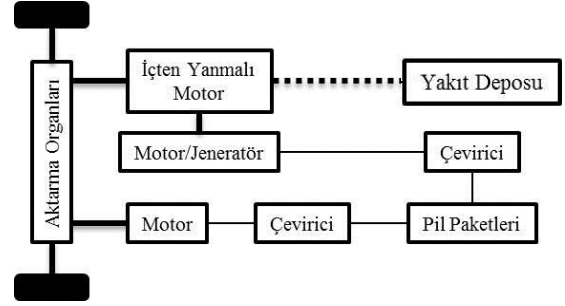 İçten Yanmalı
Motor
Yakıt Deposu
Aktarma Organları
Motor/Jeneratör
Çevirici
Motor
Çevirici
Pil Paketleri